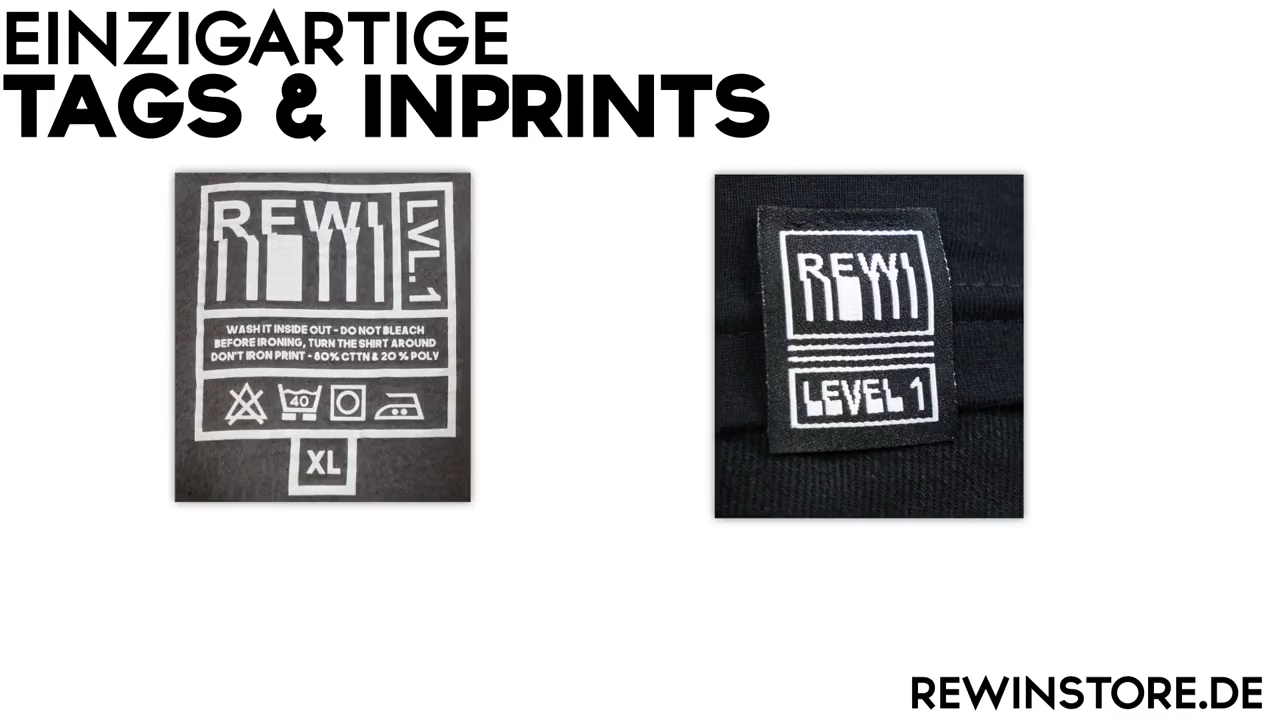 EINZIGARTIGE
TAGS & INPRINTS
REWI
LVL.1
WASH IT INSIDE OUT - DO NOT BLEACH
BEFORE IRONING, TURN THE SHIRT AROUND
DON'T IRON PRINT - 80% CTTN & 20 % POLY
40
XL
REWI
LEVEL 1
REWINSTORE.DE